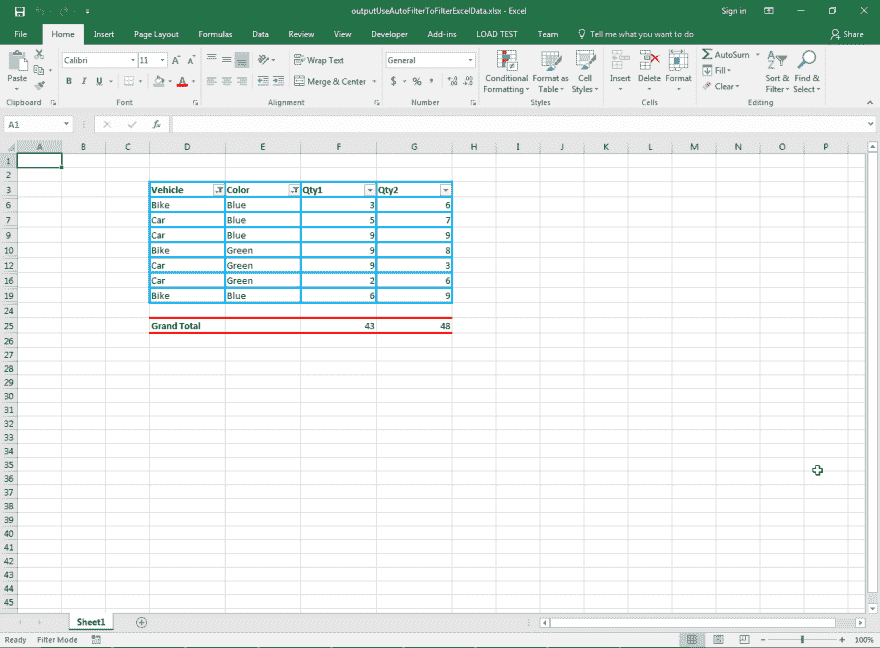 outputUseAutoFilterToFilterExcelData.xlsx - Excel
Sign in
File Home Insert Page Layout Formulas Data Review View Developer Add-ins LOAD TEST Team Tell me what you want to do Share
Paste
Clipboard
Calibri 11 A A
B I U A
Font
Wrap Text
Merge & Center
Alignment
General
$ % ,
Number
Conditional Formatting
Format as Table
Cell Styles
Styles
Insert Delete Format
Cells
AutoSum
Fill
Clear
Sort & Filter
Find & Select
Editing
A1 fx
A B C D E F G H I J K L M N O P
1
2
3 Vehicle Color Qty1 Qty2
6 Bike Blue 3 6
7 Car Blue 5 7
9 Car Blue 9 9
10 Bike Green 9 8
12 Car Green 9 3
16 Car Green 2 6
19 Bike Blue 6 9
24
25 Grand Total 43 48
26
27
28
29
30
31
32
33
34
35
36
37
38
39
40
41
42
43
44
45
Sheet1
Ready Filter Mode 100%